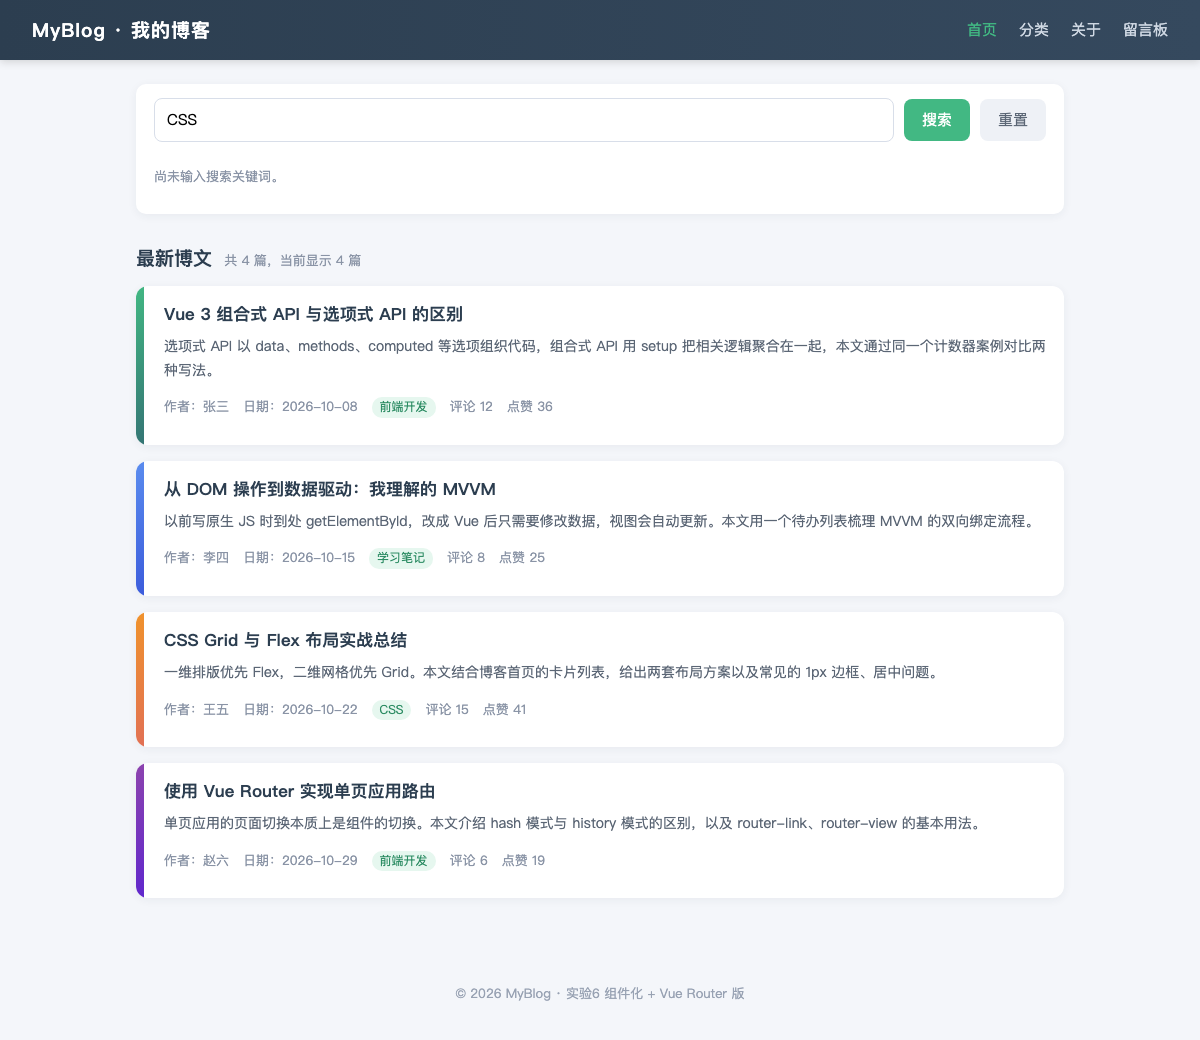 MyBlog · 我的博客
首页 分类 关于 留言板
CSS
搜索 重置
尚未输入搜索关键词。
最新博文 共 4 篇，当前显示 4 篇
Vue 3 组合式 API 与选项式 API 的区别
选项式 API 以 data、methods、computed 等选项组织代码，组合式 API 用 setup 把相关逻辑聚合在一起，本文通过同一个计数器案例对比两
种写法。
作者：张三 日期：2026-10-08 前端开发 评论 12 点赞 36
从 DOM 操作到数据驱动：我理解的 MVVM
以前写原生 JS 时到处 getElementById，改成 Vue 后只需要修改数据，视图会自动更新。本文用一个待办列表梳理 MVVM 的双向绑定流程。
作者：李四 日期：2026-10-15 学习笔记 评论 8 点赞 25
CSS Grid 与 Flex 布局实战总结
一维排版优先 Flex，二维网格优先 Grid。本文结合博客首页的卡片列表，给出两套布局方案以及常见的 1px 边框、居中问题。
作者：王五 日期：2026-10-22 CSS 评论 15 点赞 41
使用 Vue Router 实现单页应用路由
单页应用的页面切换本质上是组件的切换。本文介绍 hash 模式与 history 模式的区别，以及 router-link、router-view 的基本用法。
作者：赵六 日期：2026-10-29 前端开发 评论 6 点赞 19
© 2026 MyBlog · 实验6 组件化 + Vue Router 版